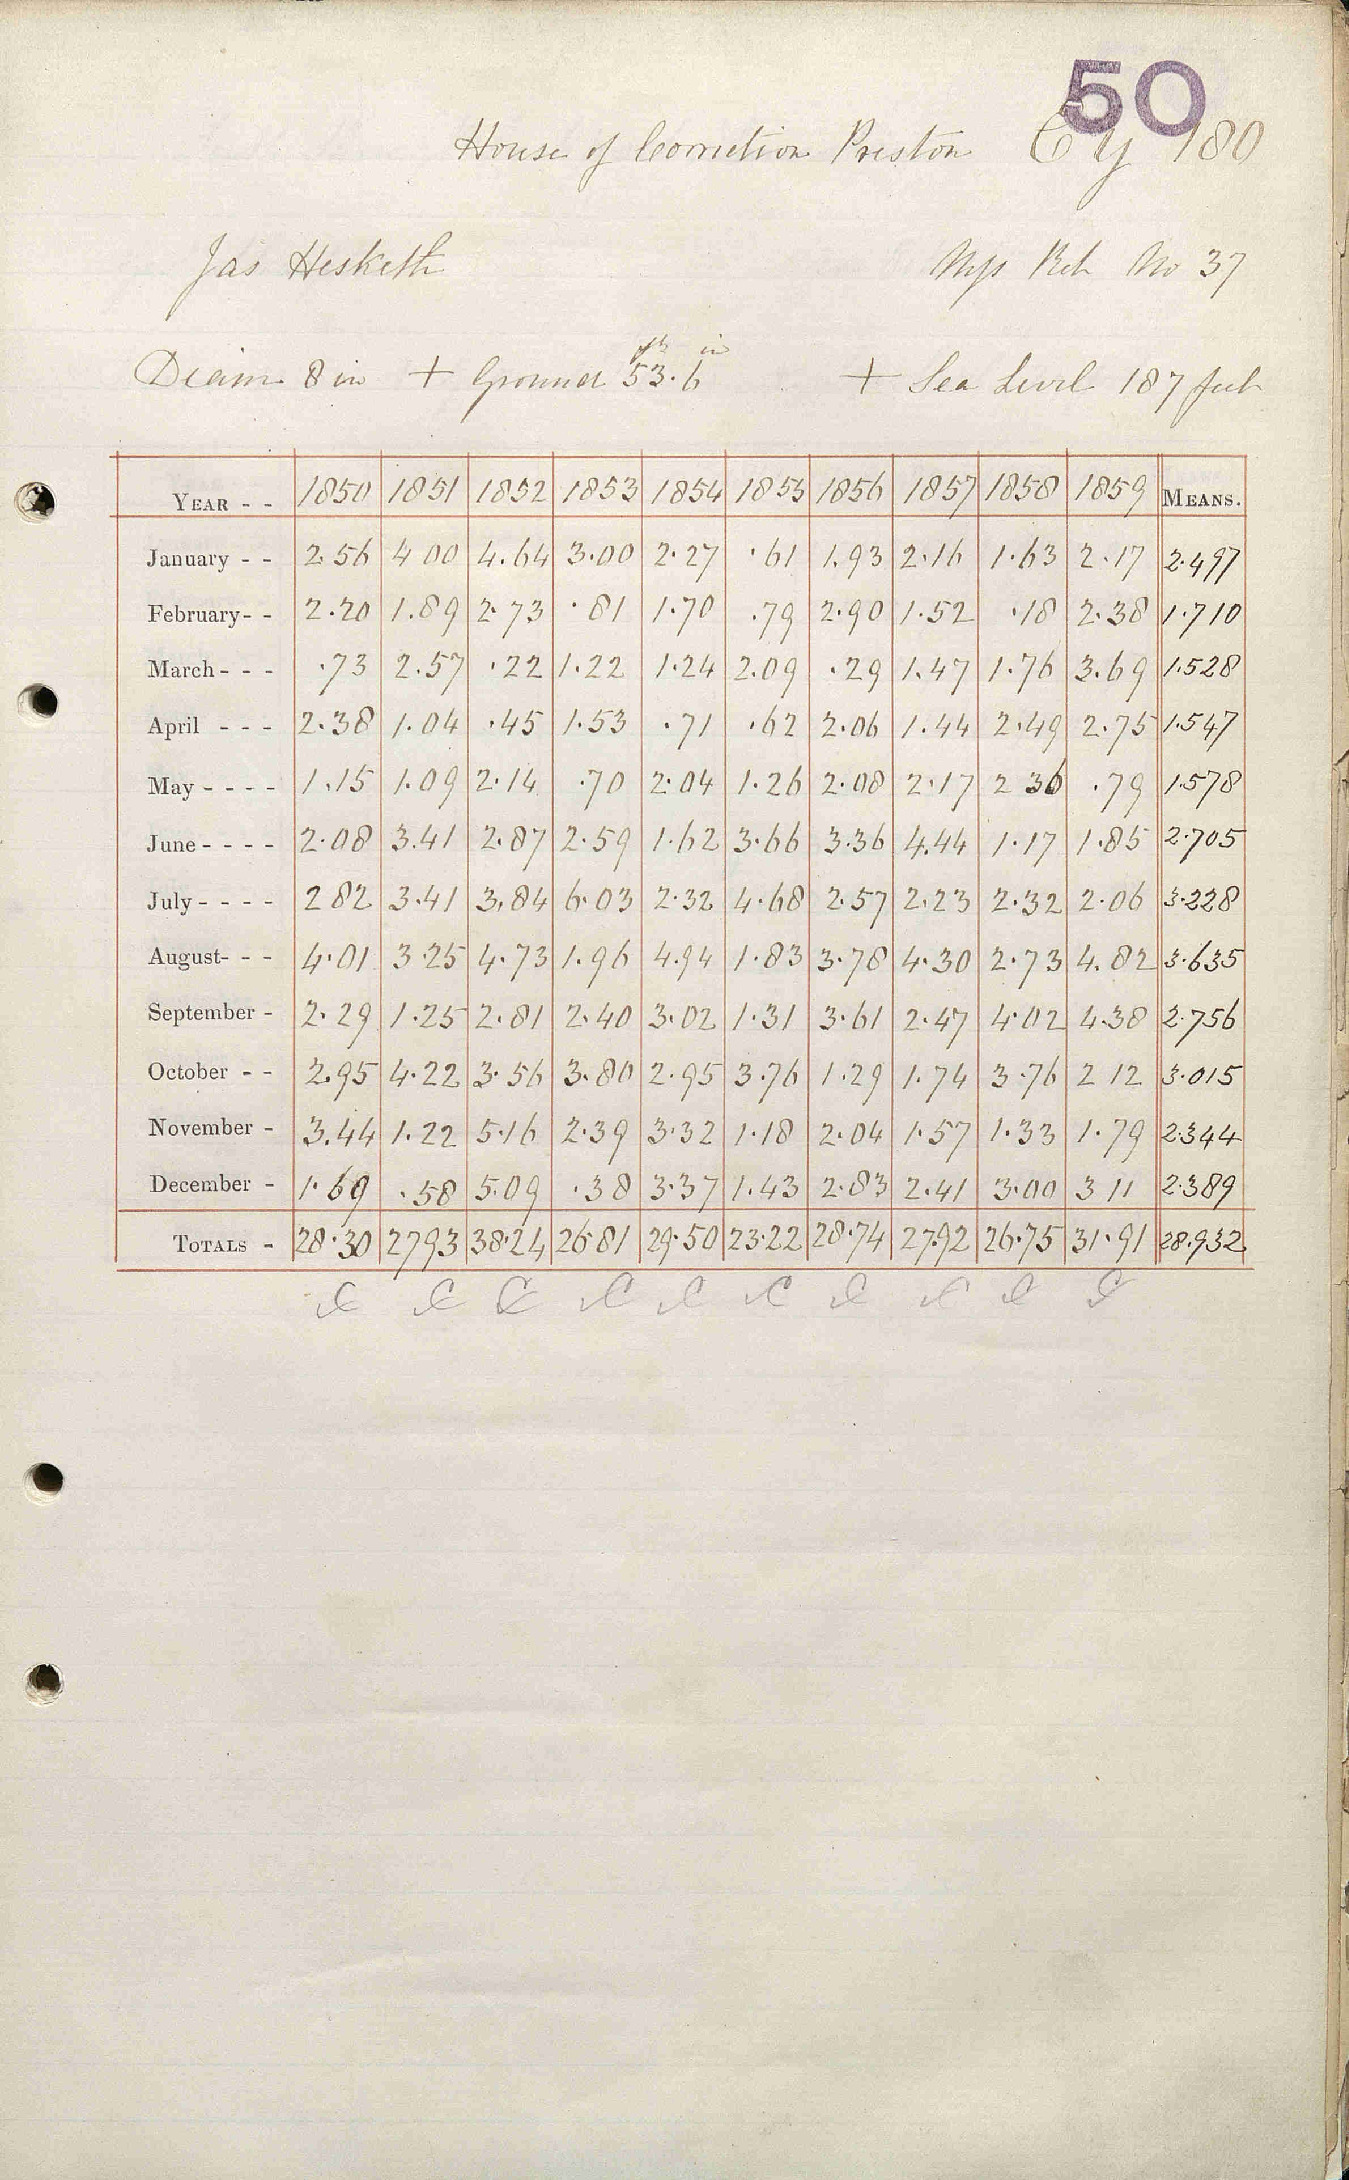 50
House of Correction Preston Cy 180
Jas Hesketh Mps Ret No 37
Diam 8 in + Ground 53 ft. 6 in + Sea Level 187 feet
YEAR - - 1850 1851 1852 1853 1854 1855 1856 1857 1858 1859 MEANS.
January - - 2.56 4 00 4.64 3.00 2.27 .61 1.93 2.16 1.63 2.17 2.497
February- - 2.20 1.89 2.73 .81 1.70 .79 2.90 1.52 .18 2.38 1.710
March - - - .73 2.57 .22 1.22 1.24 2.09 .29 1.47 1.76 3.69 1.528
April - - - 2.38 1.04 .45 1.53 .71 .62 2.06 1.44 2.49 2.75 1.547
May - - - - 1.15 1.09 2.14 .70 2.04 1.26 2.08 2.17 2 36 .79 1.578
June - - - - 2.08 3.41 2.87 2.59 1.62 3.66 3.36 4.44 1.17 1.85 2.705
July - - - - 2 82 3.41 3.84 6.03 2.32 4.68 2.57 2.23 2.32 2.06 3.228
August- - - 4.01 3.25 4.73 1.96 4.94 1.83 3.78 4.30 2.73 4.82 3.635
September - 2.29 1.25 2.81 2.40 3.02 1.31 3.61 2.47 4.02 4.38 2.756
October - - 2.95 4.22 3.56 3.80 2.95 3.76 1.29 1.74 3.76 2 12 3.015
November - 3.44 1.22 5.16 2.39 3.32 1.18 2.04 1.57 1.33 1.79 2.344
December - 1.69 .58 5.09 .38 3.37 1.43 2.83 2.41 3.00 3 11 2.389
TOTALS - 28.30 27.93 38.24 26.81 29.50 23.22 28.74 27.92 26.75 31.91 28.932